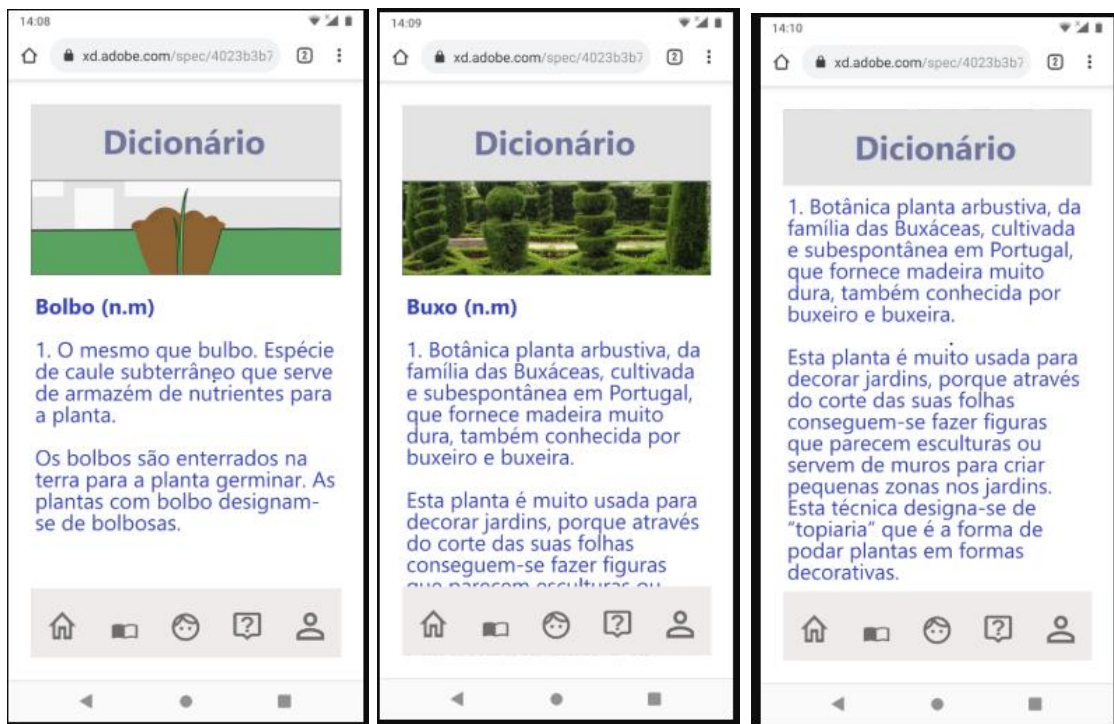 14:08
xd.adobe.com/spec/4023b3b7
2
Dicionário
Bolbo (n.m)
1. O mesmo que bulbo. Espécie
de caule subterrâneo que serve
de armazém de nutrientes para
a planta.
Os bolbos são enterrados na
terra para a planta germinar. As
plantas com bolbo designam-
se de bolbosas.
?
14:09
xd.adobe.com/spec/4023b3b7
2
Dicionário
Buxo (n.m)
1. Botânica planta arbustiva, da
família das Buxáceas, cultivada
e subespontânea em Portugal,
que fornece madeira muito
dura, também conhecida por
buxeiro e buxeira.
Esta planta é muito usada para
decorar jardins, porque através
do corte das suas folhas
conseguem-se fazer figuras
que parecem esculturas ou
?
14:10
xd.adobe.com/spec/4023b3b7
2
Dicionário
1. Botânica planta arbustiva, da
família das Buxáceas, cultivada
e subespontânea em Portugal,
que fornece madeira muito
dura, também conhecida por
buxeiro e buxeira.
Esta planta é muito usada para
decorar jardins, porque através
do corte das suas folhas
conseguem-se fazer figuras
que parecem esculturas ou
servem de muros para criar
pequenas zonas nos jardins.
Esta técnica designa-se de
“topiaria” que é a forma de
podar plantas em formas
decorativas.
?